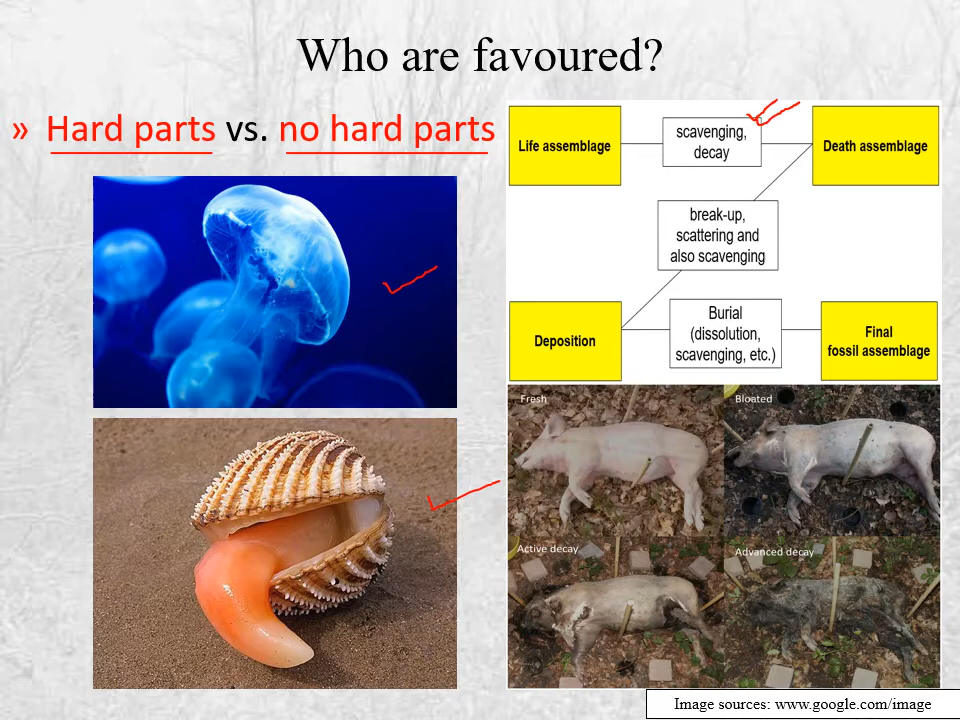 Who are favoured?
» Hard parts vs. no hard parts
Life assemblage
scavenging,
decay
Death assemblage
break-up,
scattering and
also scavenging
Deposition
Burial
(dissolution,
scavenging, etc.)
Final
fossil assemblage
Fresh
Bloated
Active decay
Advanced decay
Image sources: www.google.com/image